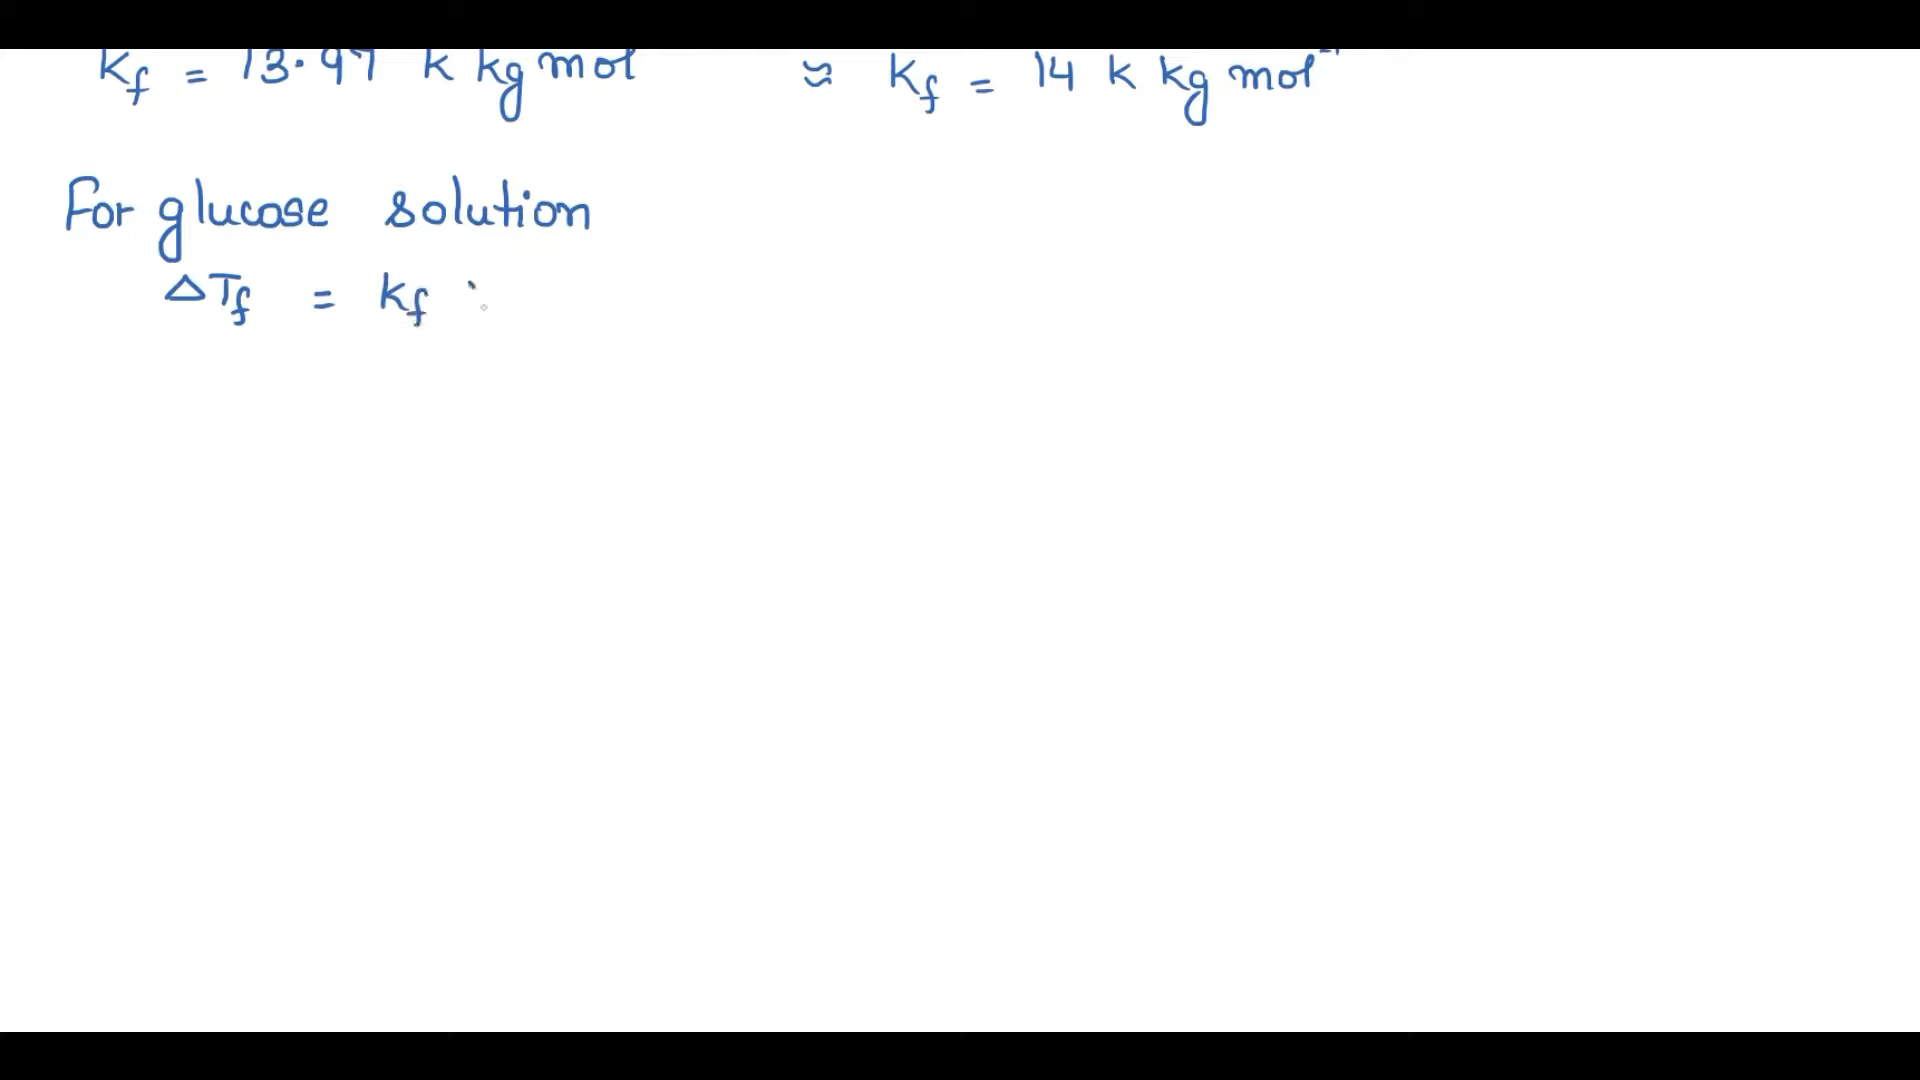 Kf = 13.97 K kg mol ≈ Kf = 14 K kg mol⁻¹
For glucose solution
ΔTf = Kf